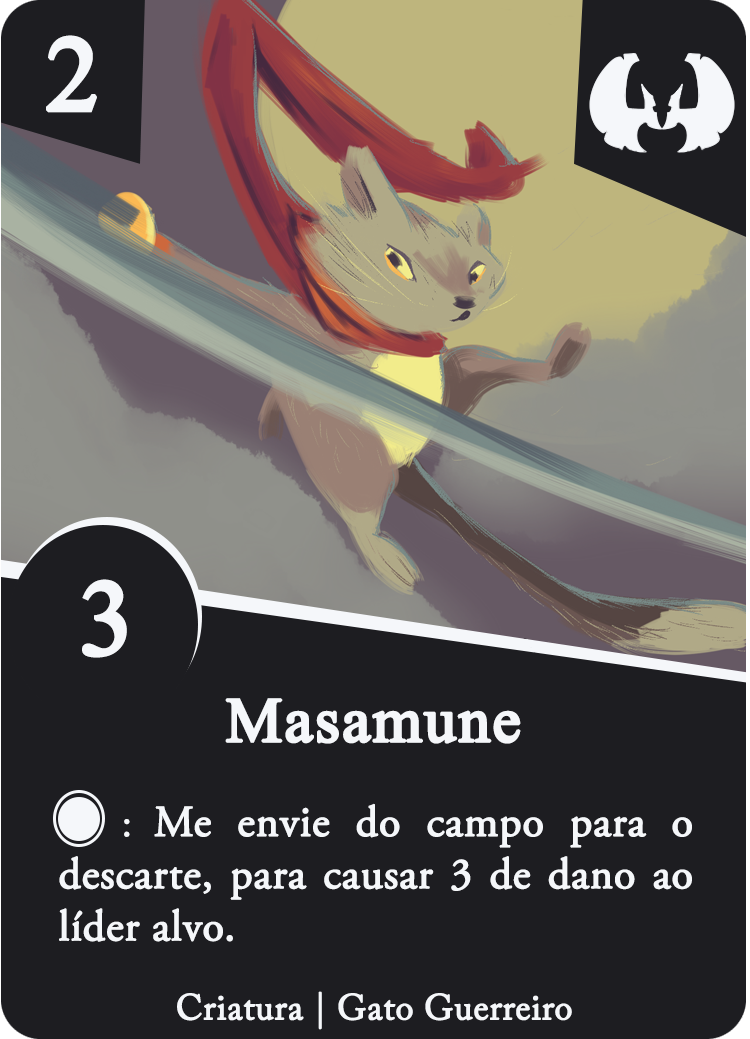 2
3
Masamune
: Me envie do campo para o
descarte, para causar 3 de dano ao
líder alvo.
Criatura | Gato Guerreiro